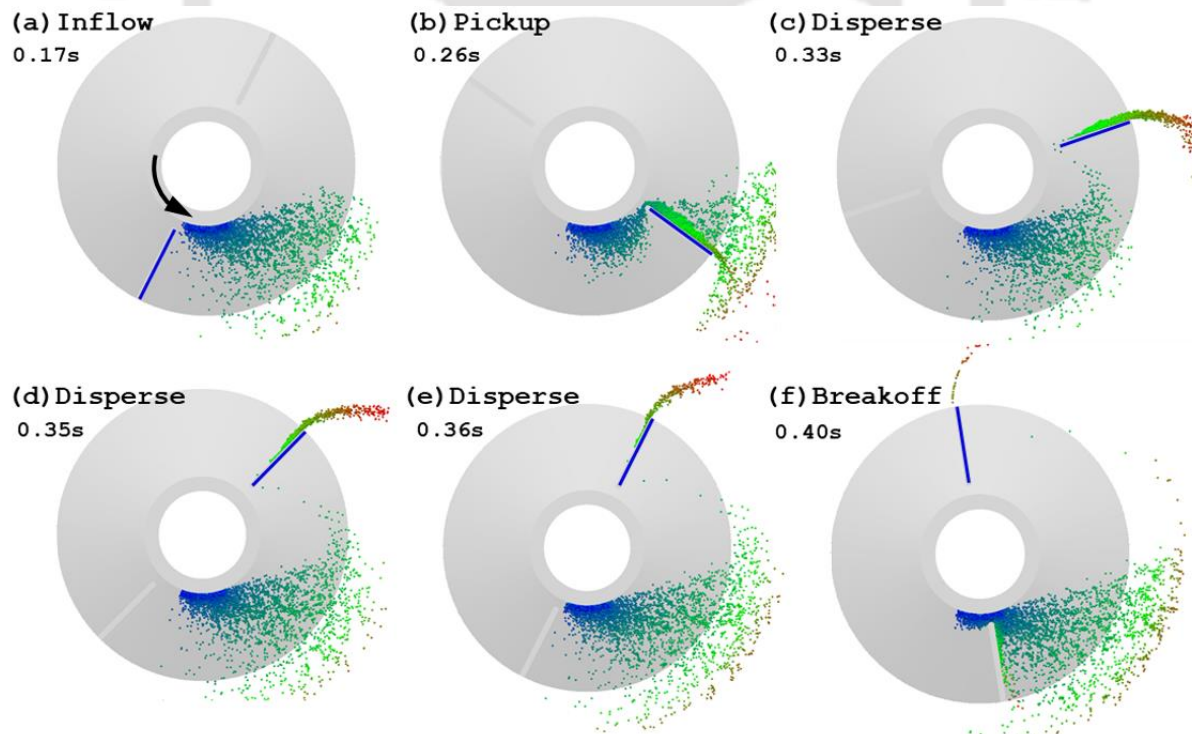 (a)Inflow
0.17s
(b)Pickup
0.26s
(c)Disperse
0.33s
(d)Disperse
0.35s
(e)Disperse
0.36s
(f)Breakoff
0.40s